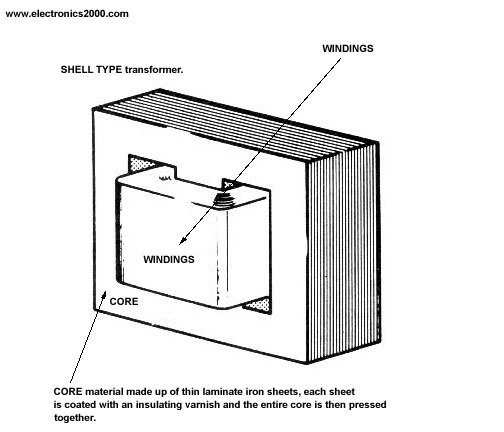 www.electronics2000.com
WINDINGS
SHELL TYPE transformer.
WINDINGS
CORE
CORE material made up of thin laminate iron sheets, each sheet
is coated with an insulating varnish and the entire core is then pressed
together.